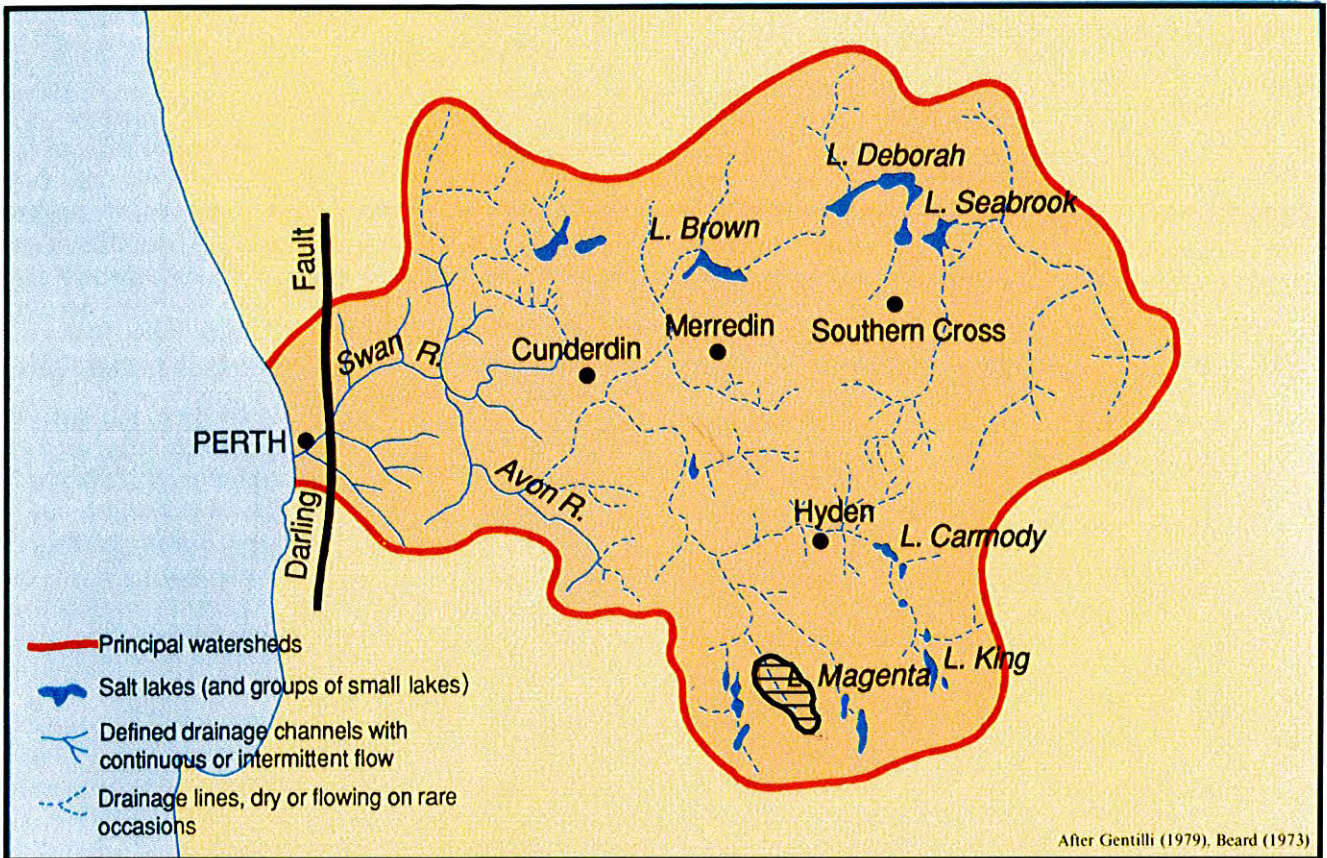 L. Deborah
L. Seabrook
L. Brown
Fault
Merredin
Southern Cross
Swan R.
Cunderdin
PERTH
Avon R.
Hyden
L. Carmody
Darling
Principal watersheds
L. King
Magenta
Salt lakes (and groups of small lakes)
Defined drainage channels with
continuous or intermittent flow
Drainage lines, dry or flowing on rare
occasions
After Gentilli (1979). Beard (1973)